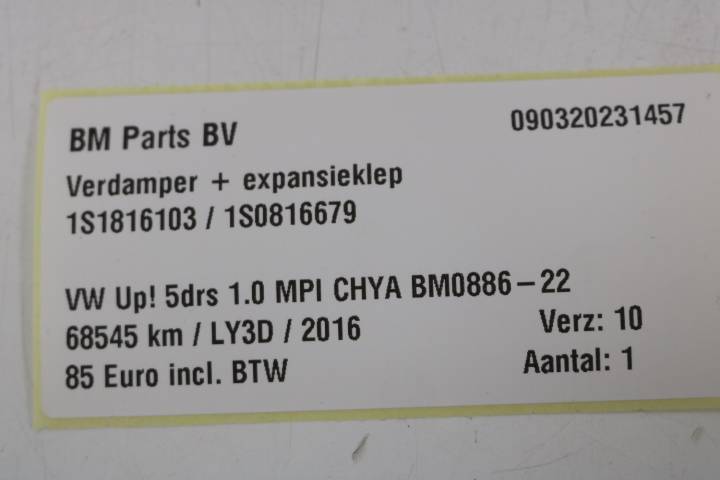 BM Parts BV 090320231457
Verdamper + expansieklep
1S1816103 / 1S0816679
VW Up! 5drs 1.0 MPI CHYA BM0886-22
68545 km / LY3D / 2016 Verz: 10
85 Euro incl. BTW Aantal: 1